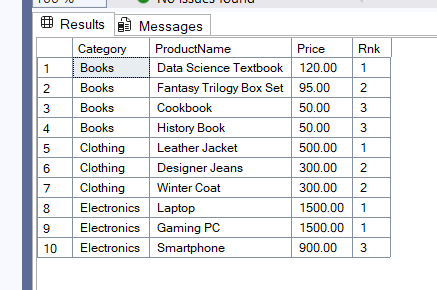 100 %
No issues found
Results Messages
Category ProductName Price Rnk
1 Books Data Science Textbook 120.00 1
2 Books Fantasy Trilogy Box Set 95.00 2
3 Books Cookbook 50.00 3
4 Books History Book 50.00 3
5 Clothing Leather Jacket 500.00 1
6 Clothing Designer Jeans 300.00 2
7 Clothing Winter Coat 300.00 2
8 Electronics Laptop 1500.00 1
9 Electronics Gaming PC 1500.00 1
10 Electronics Smartphone 900.00 3